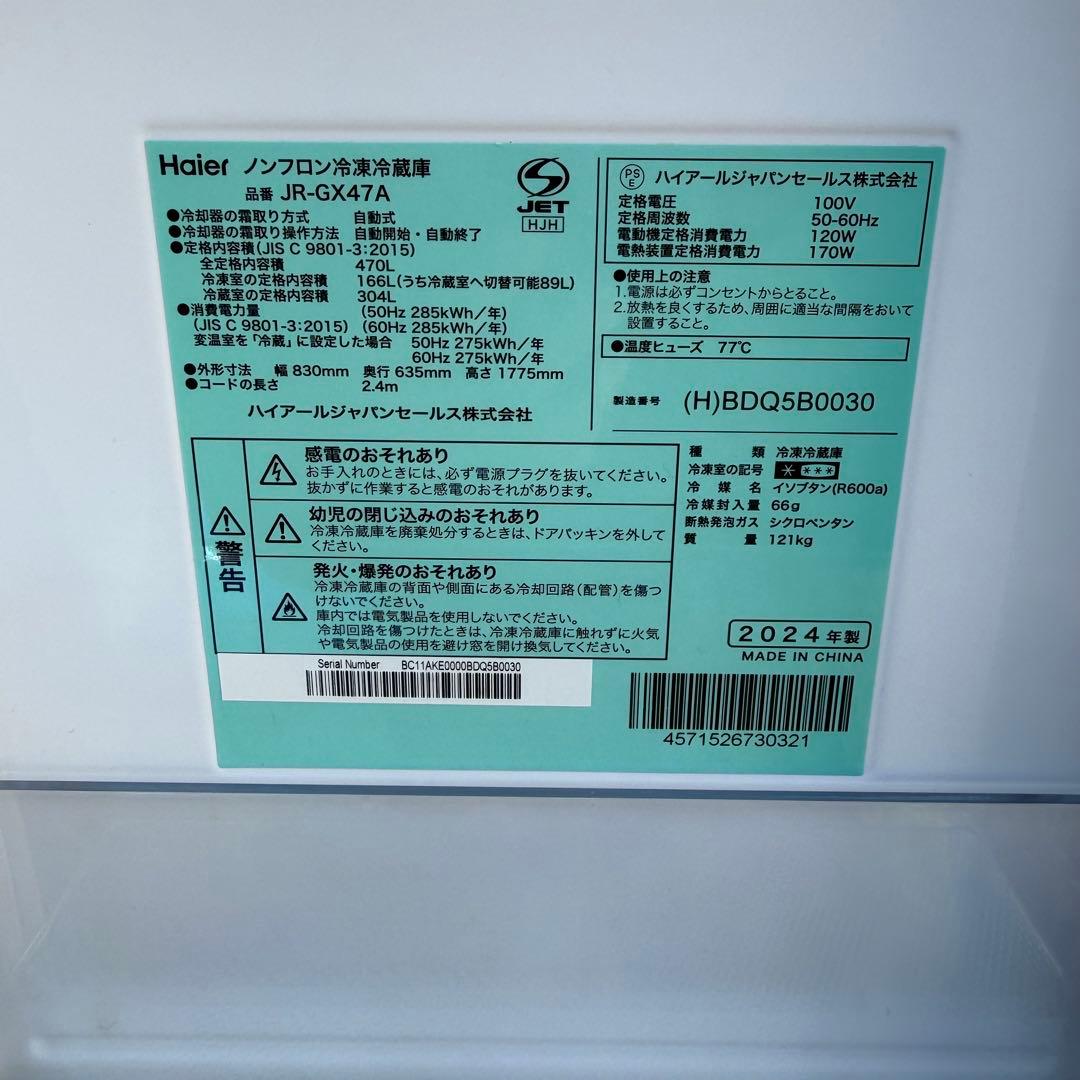 Haier ノンフロン冷凍冷蔵庫
品番 JR-GX47A
●冷却器の霜取り方式 自動式
●冷却器の霜取り操作方法 自動開始・自動終了
●定格内容積(JIS C 9801-3:2015)
全定格内容積 470L
冷凍室の定格内容積 166L(うち冷蔵室へ切替可能89L)
冷蔵室の定格内容積 304L
●消費電力量 (50Hz 285kWh/年)
(JIS C 9801-3:2015) (60Hz 285kWh/年)
変温室を「冷蔵」に設定した場合 50Hz 275kWh/年
60Hz 275kWh/年
●外形寸法 幅 830mm 奥行 635mm 高さ 1775mm
●コードの長さ 2.4m
ハイアールジャパンセールス株式会社
S
JET
HJH
PS
E
ハイアールジャパンセールス株式会社
定格電圧 100V
定格周波数 50-60Hz
電動機定格消費電力 120W
電熱装置定格消費電力 170W
●使用上の注意
1.電源は必ずコンセントからとること。
2.放熱を良くするため、周囲に適当な間隔をおいて
設置すること。
●温度ヒューズ 77℃
製造番号 (H)BDQ5B0030
警告
感電のおそれあり
お手入れのときには、必ず電源プラグを抜いてください。
抜かずに作業すると感電のおそれがあります。
幼児の閉じ込みのおそれあり
冷凍冷蔵庫を廃棄処分するときは、ドアパッキンを外して
ください。
発火・爆発のおそれあり
冷凍冷蔵庫の背面や側面にある冷却回路(配管)を傷つ
けないでください。
庫内では電気製品を使用しないでください。
冷却回路を傷つけたときは、冷凍冷蔵庫に触れずに火気
や電気製品の使用を避け窓を開け換気してください。
種類 冷凍冷蔵庫
冷凍室の記号 * ***
冷媒名 イソブタン(R600a)
冷媒封入量 66g
断熱発泡ガス シクロペンタン
質量 121kg
2024年製
MADE IN CHINA
Serial Number BC11AKE0000BDQ5B0030
4571526730321